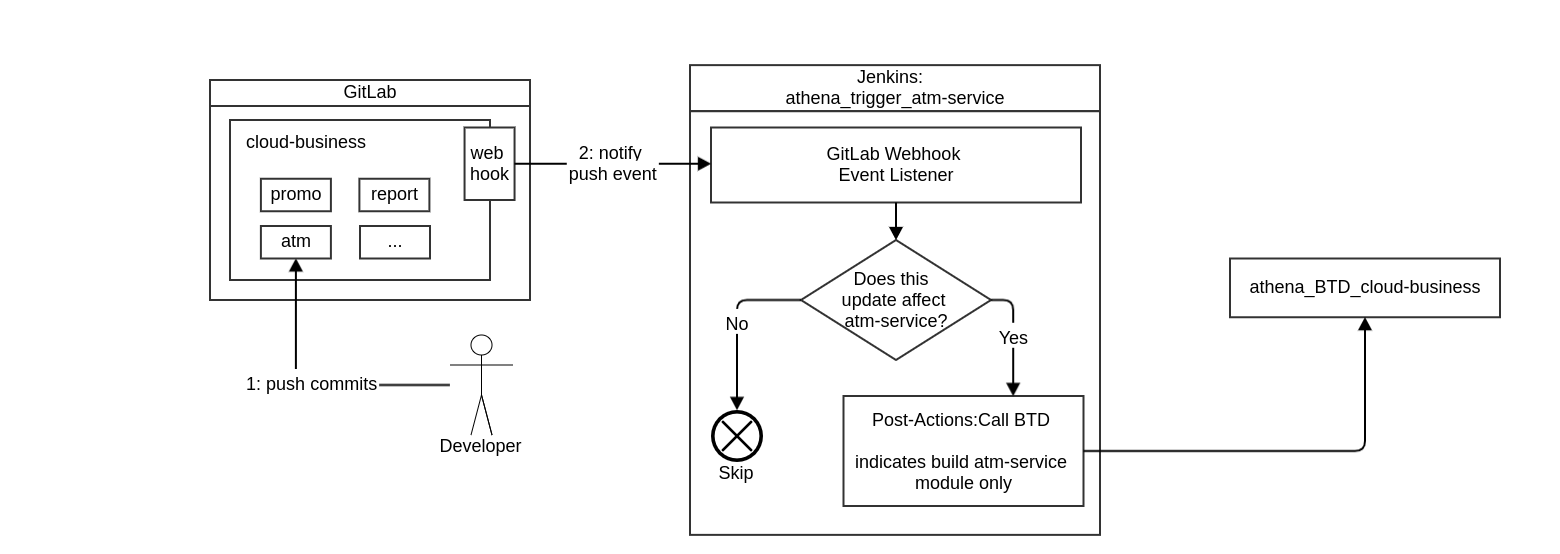 GitLab
cloud-business
web
hook
promo
report
atm
...
1: push commits
Developer
2: notify
push event
Jenkins:
athena_trigger_atm-service
GitLab Webhook
Event Listener
Does this
update affect
atm-service?
No
Yes
Skip
Post-Actions:Call BTD
indicates build atm-service
module only
athena_BTD_cloud-business